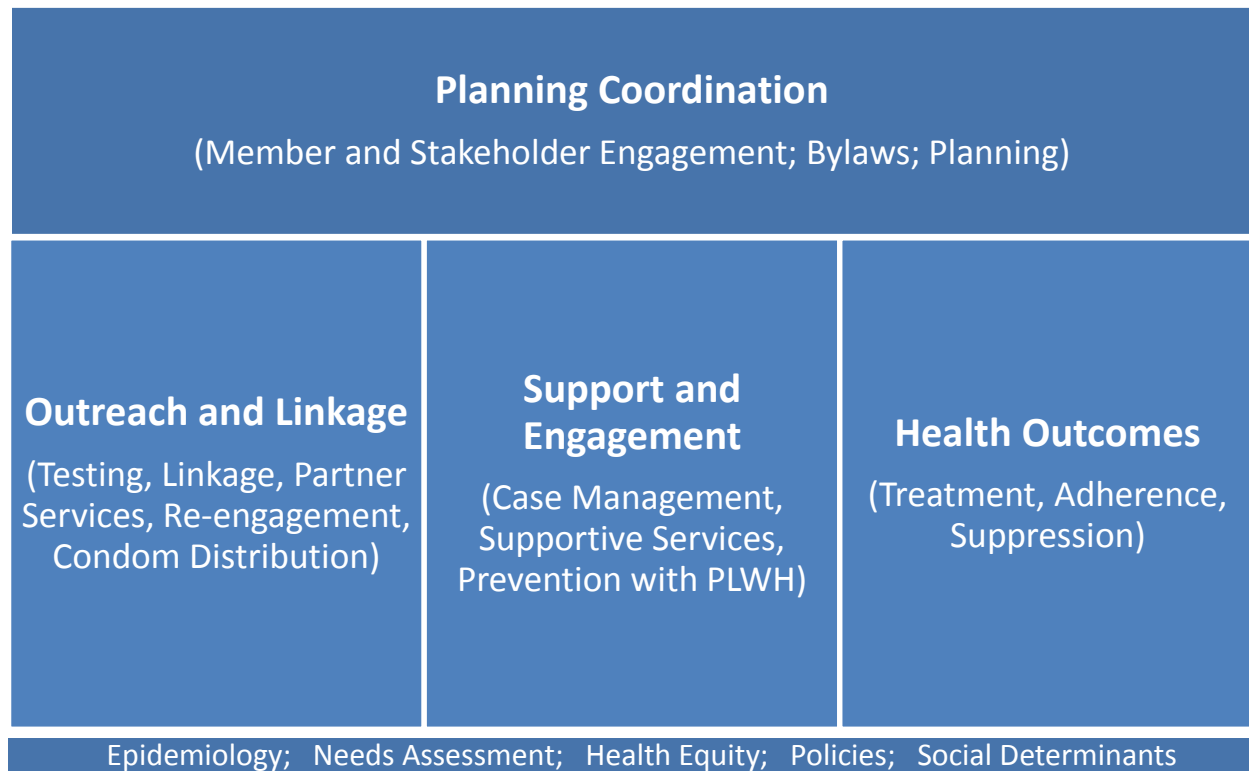 Planning Coordination
(Member and Stakeholder Engagement; Bylaws; Planning)
Outreach and Linkage
(Testing, Linkage, Partner
Services, Re-engagement,
Condom Distribution)
Support and
Engagement
(Case Management,
Supportive Services,
Prevention with PLWH)
Health Outcomes
(Treatment, Adherence,
Suppression)
Epidemiology; Needs Assessment; Health Equity; Policies; Social Determinants